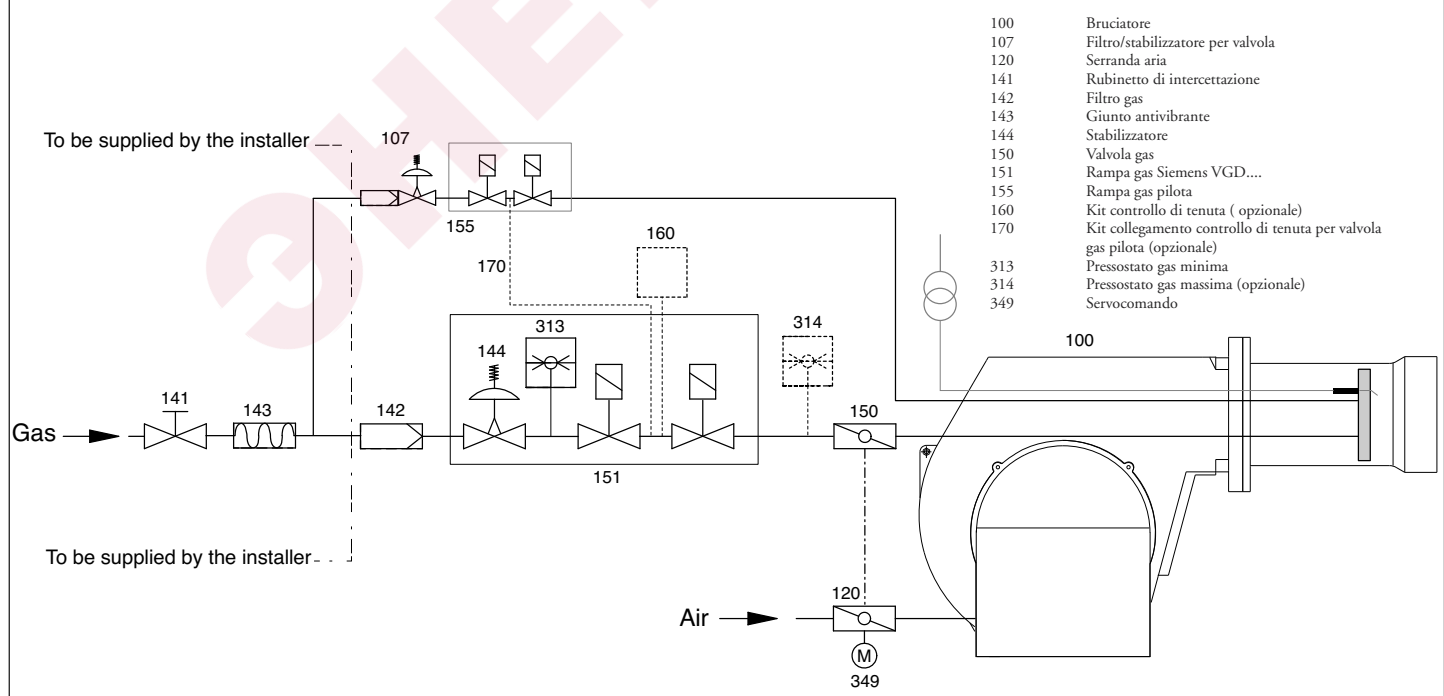 ЭНЕ
100 Bruciatore
107 Filtro/stabilizzatore per valvola
120 Serranda aria
141 Rubinetto di intercettazione
142 Filtro gas
143 Giunto antivibrante
144 Stabilizzatore
150 Valvola gas
151 Rampa gas Siemens VGD....
155 Rampa gas pilota
160 Kit controllo di tenuta ( opzionale)
170 Kit collegamento controllo di tenuta per valvola
gas pilota (opzionale)
313 Pressostato gas minima
314 Pressostato gas massima (opzionale)
349 Servocomando
To be supplied by the installer
107
155
160
170
313
314
144
100
141
143
142
150
Gas
151
To be supplied by the installer
120
Air
M
349